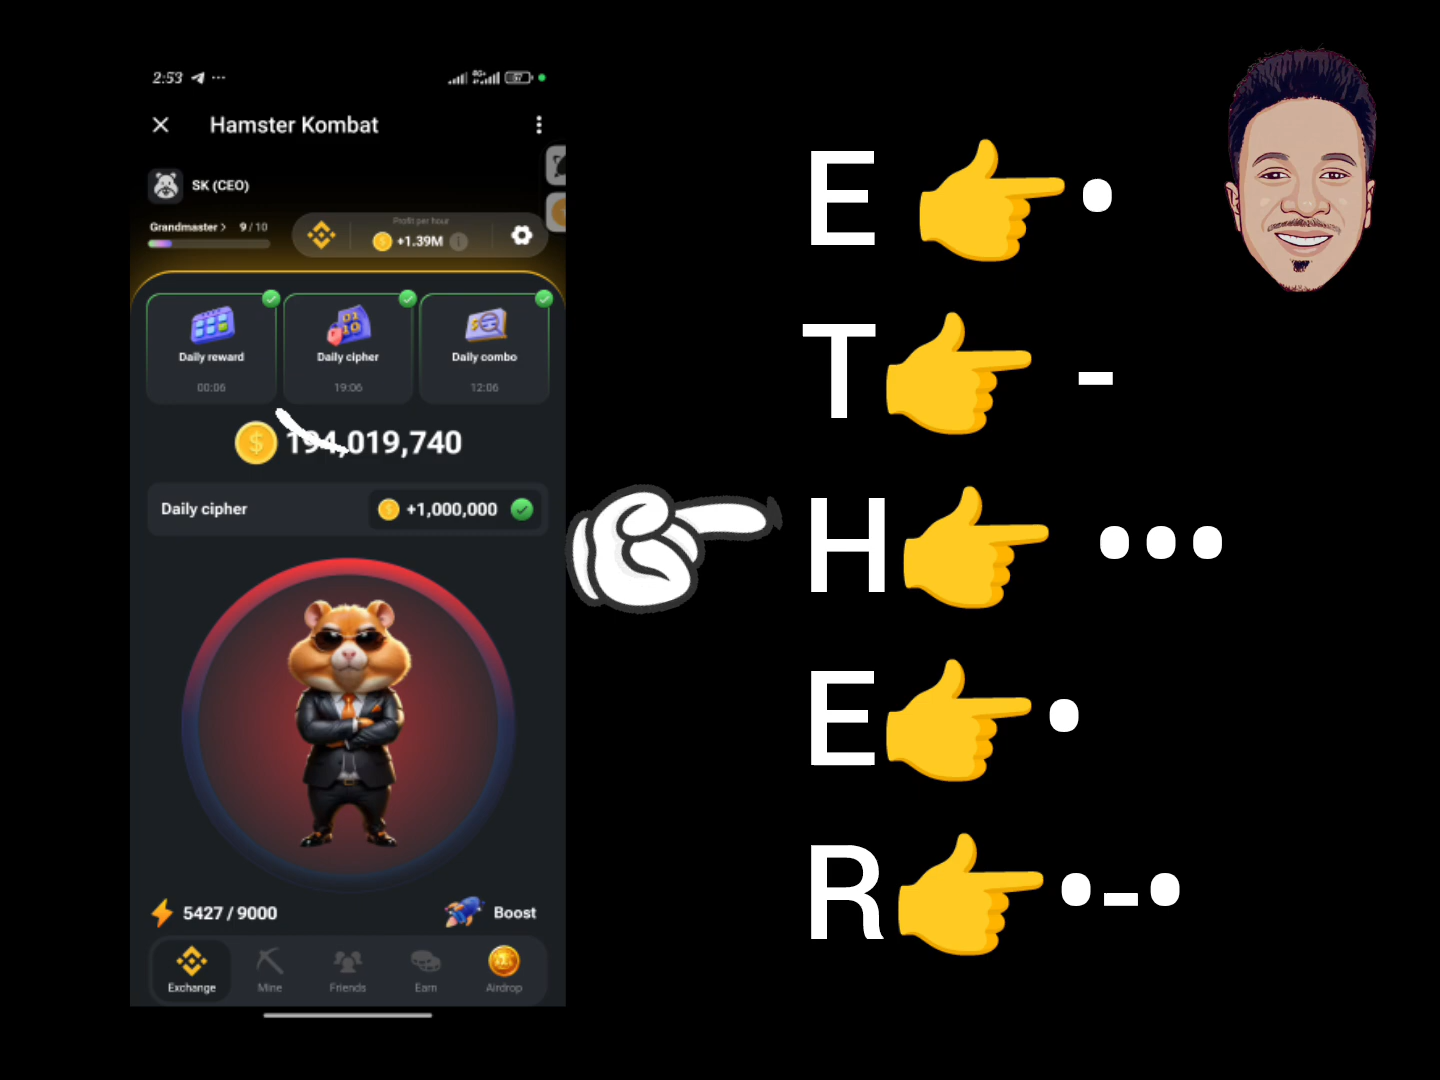 2:53 ...
Hamster Kombat
SK (CEO)
Grandmaster > 9 / 10
Profit per hour
+1.39M
Daily reward
00:06
Daily cipher
19:06
Daily combo
12:06
194,019,740
Daily cipher +1,000,000
5427 / 9000 Boost
Exchange Mine Friends Earn Airdrop
E 👉 •
T 👉 -
H 👉 •••
E 👉 •
R 👉 •-•